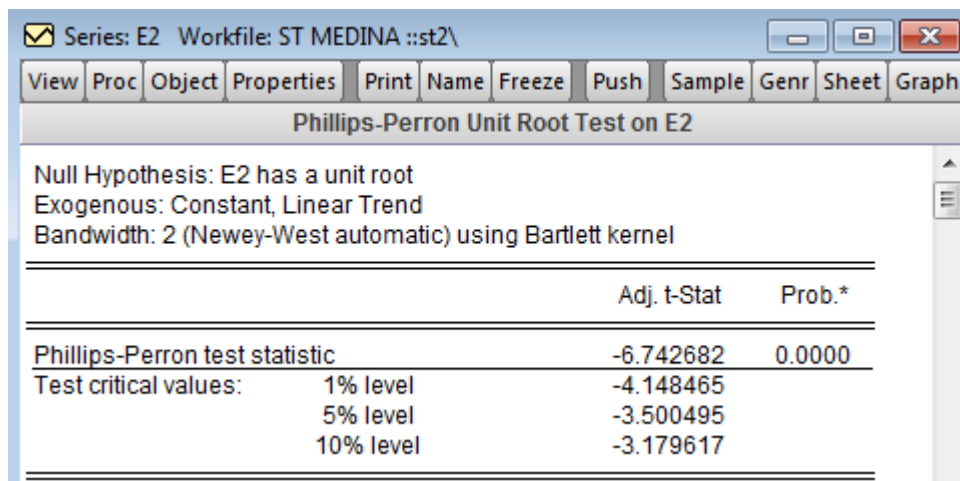 Series: E2 Workfile: ST MEDINA ::st2\
View Proc Object Properties Print Name Freeze Push Sample Genr Sheet Graph
Phillips-Perron Unit Root Test on E2
Null Hypothesis: E2 has a unit root
Exogenous: Constant, Linear Trend
Bandwidth: 2 (Newey-West automatic) using Bartlett kernel
Adj. t-Stat Prob.*
Phillips-Perron test statistic -6.742682 0.0000
Test critical values: 1% level -4.148465
5% level -3.500495
10% level -3.179617